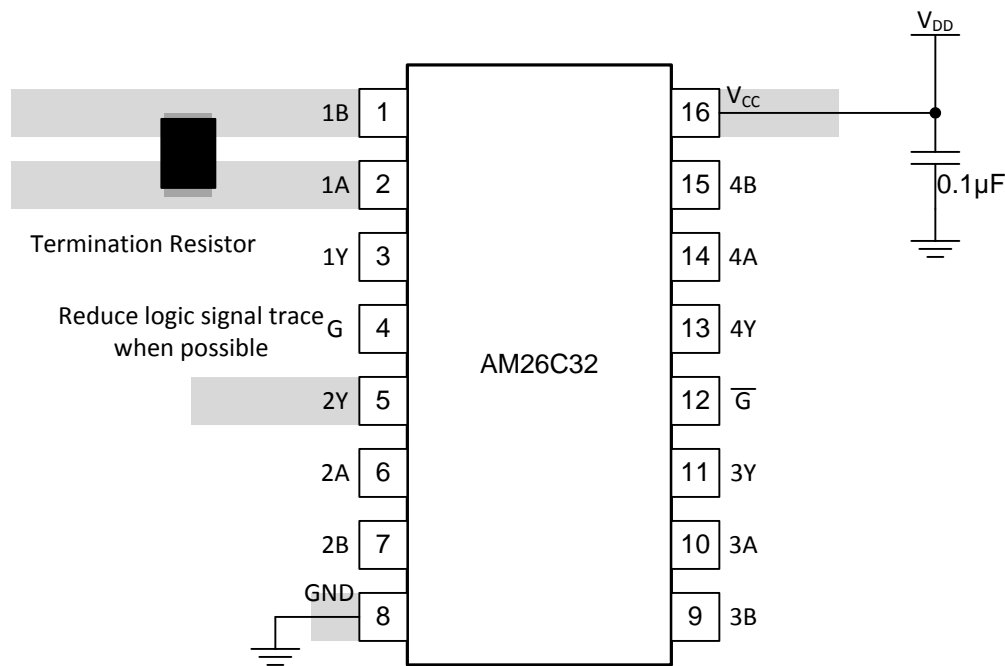 V_DD
1B 1
16 V_CC
1A 2
15 4B
0.1µF
Termination Resistor
1Y 3
14 4A
Reduce logic signal trace
when possible
G 4
13 4Y
AM26C32
2Y 5
12 G̅
2A 6
11 3Y
2B 7
10 3A
GND 8
9 3B